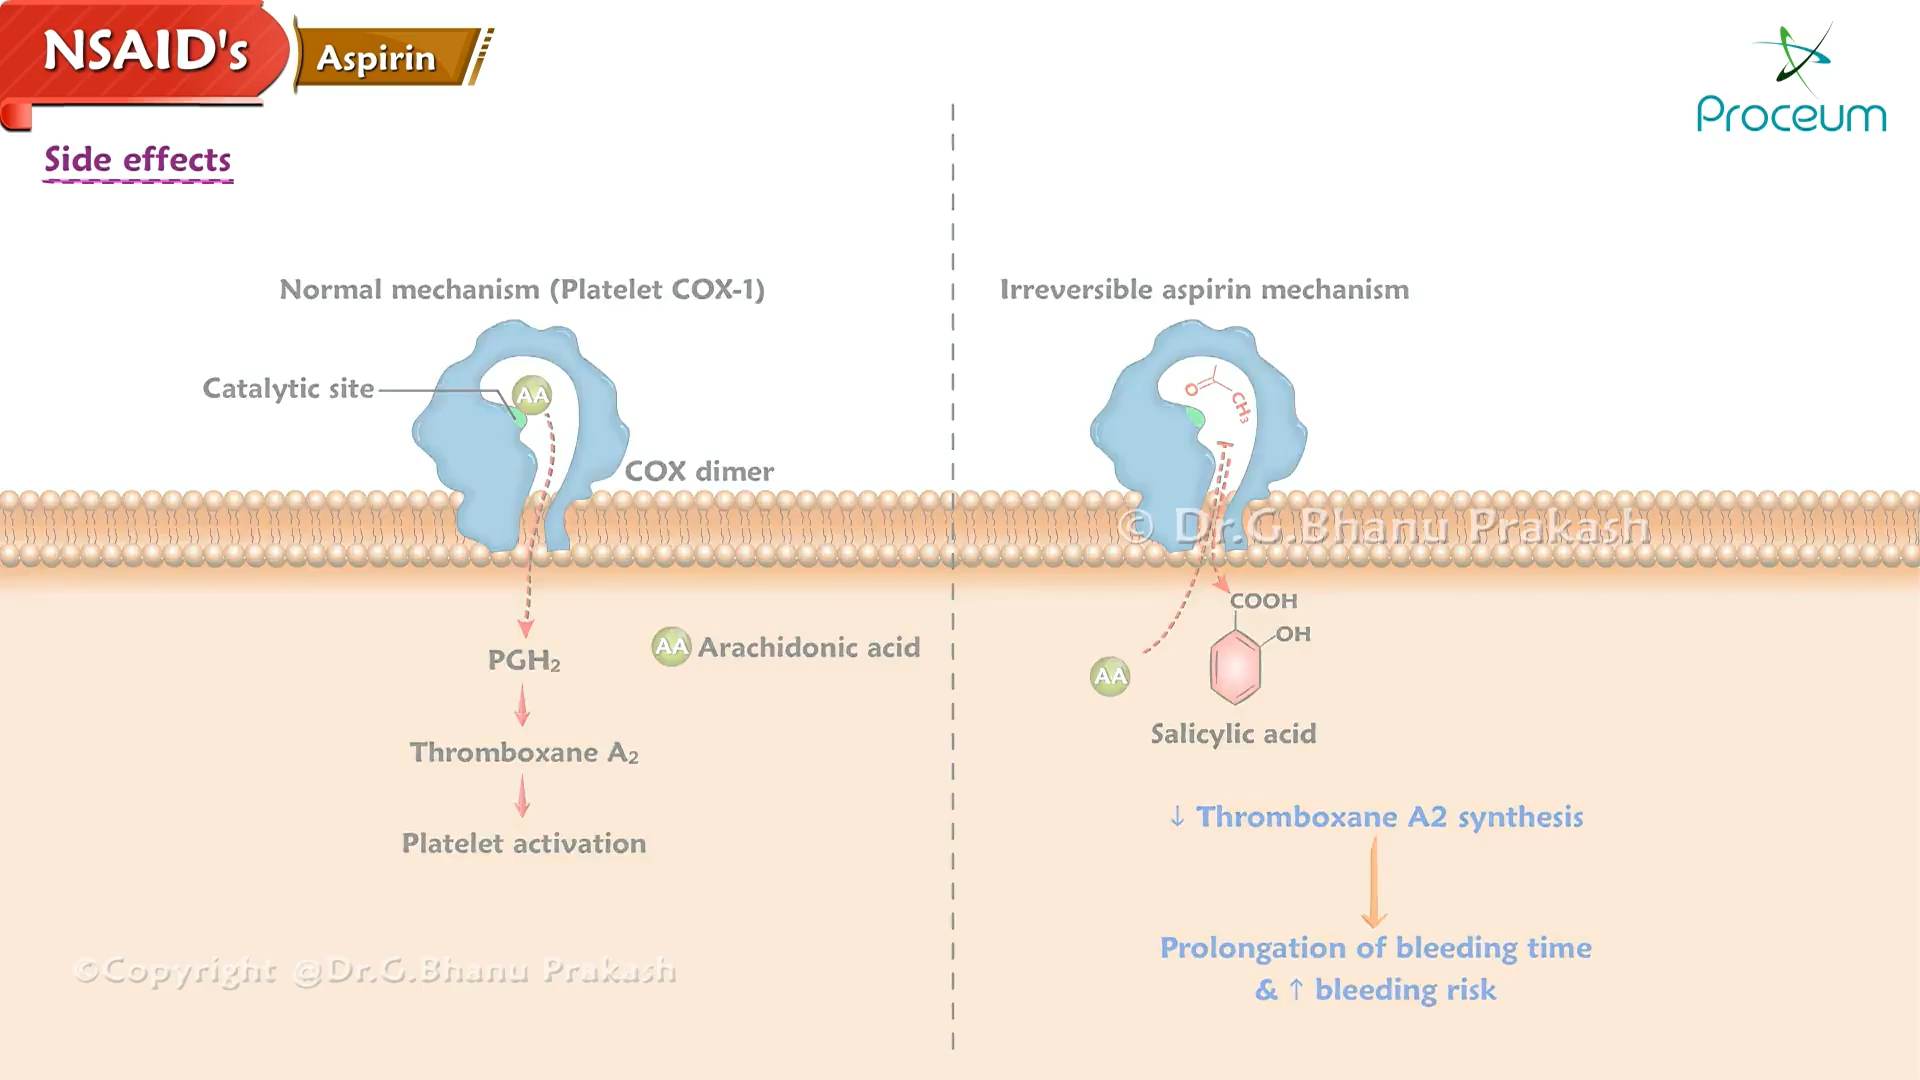 NSAID's
Aspirin
Proceum
Side effects
Normal mechanism (Platelet COX-1)
Catalytic site
AA
COX dimer
PGH₂
AA Arachidonic acid
Thromboxane A₂
Platelet activation
©Copyright @Dr.G.Bhanu Prakash
Irreversible aspirin mechanism
O
CH₃
© Dr.G.Bhanu Prakash
COOH
OH
AA
Salicylic acid
↓ Thromboxane A2 synthesis
Prolongation of bleeding time
& ↑ bleeding risk